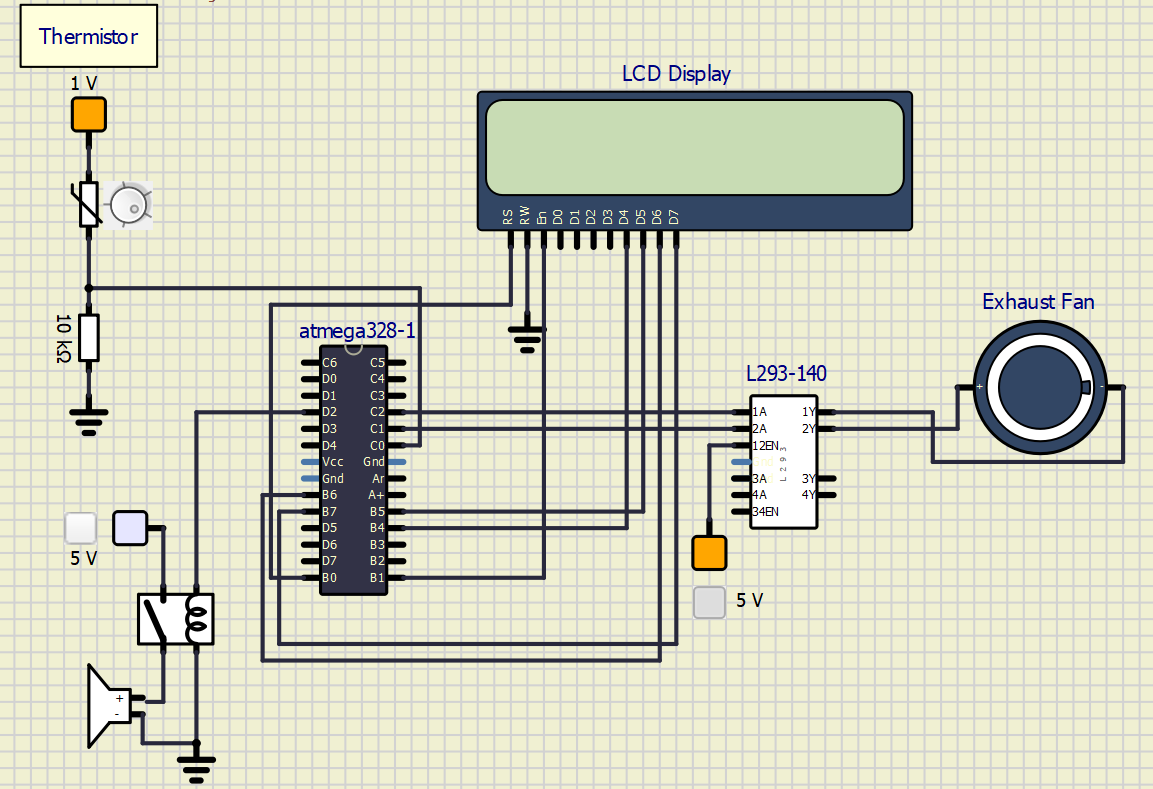 Thermistor
1 V
LCD Display
RS RW En D0 D1 D2 D3 D4 D5 D6 D7
10 kΩ
atmega328-1
C6 C5
D0 C4
D1 C3
D2 C2
D3 C1
D4 C0
Vcc Gnd
Gnd Ar
B6 A+
B7 B5
D5 B4
D6 B3
D7 B2
B0 B1
L293-140
1A 1Y
2A 2Y
12EN
L293
3A 3Y
4A 4Y
34EN
Exhaust Fan
+ -
5 V
5 V
+
-